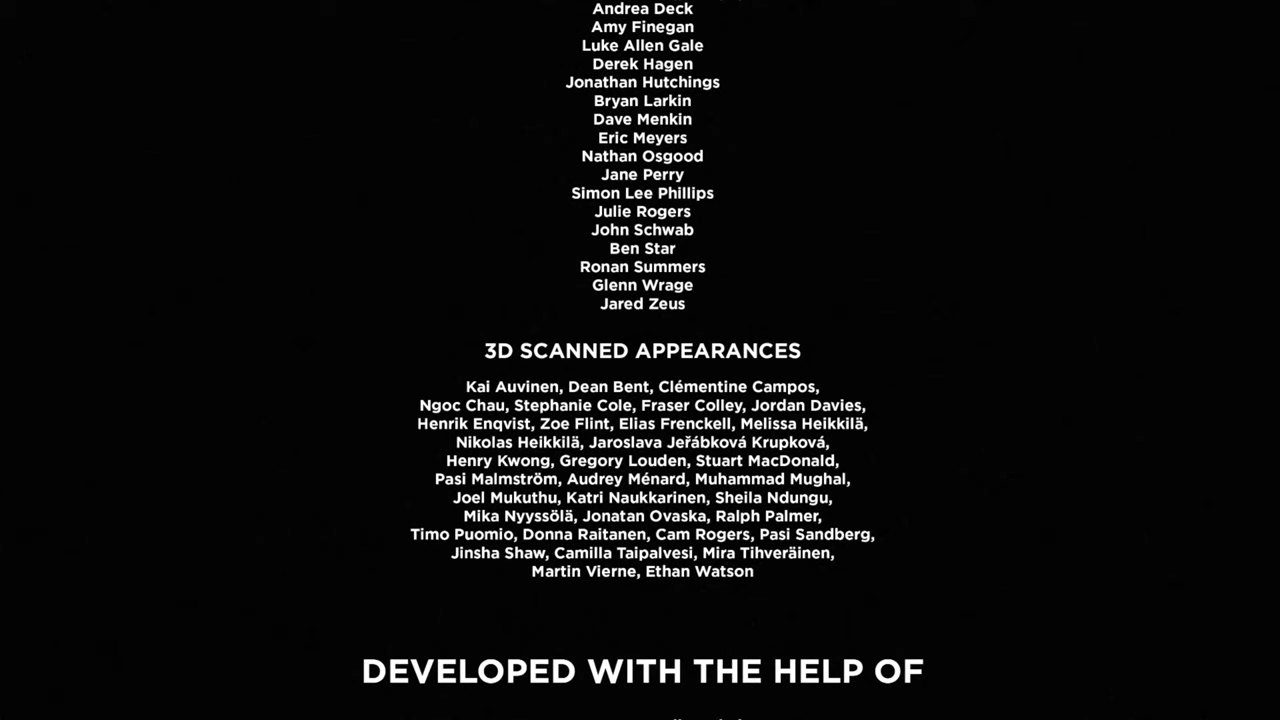 Andrea Deck
Amy Finegan
Luke Allen Gale
Derek Hagen
Jonathan Hutchings
Bryan Larkin
Dave Menkin
Eric Meyers
Nathan Osgood
Jane Perry
Simon Lee Phillips
Julie Rogers
John Schwab
Ben Star
Ronan Summers
Glenn Wrage
Jared Zeus
3D SCANNED APPEARANCES
Kai Auvinen, Dean Bent, Clémentine Campos,
Ngoc Chau, Stephanie Cole, Fraser Colley, Jordan Davies,
Henrik Enqvist, Zoe Flint, Elias Frenckell, Melissa Heikkilä,
Nikolas Heikkilä, Jaroslava Jeřábková Krupková,
Henry Kwong, Gregory Louden, Stuart MacDonald,
Pasi Malmström, Audrey Ménard, Muhammad Mughal,
Joel Mukuthu, Katri Naukkarinen, Sheila Ndungu,
Mika Nyyssölä, Jonatan Ovaska, Ralph Palmer,
Timo Puomio, Donna Raitanen, Cam Rogers, Pasi Sandberg,
Jinsha Shaw, Camilla Taipalvesi, Mira Tihveräinen,
Martin Vierne, Ethan Watson
DEVELOPED WITH THE HELP OF